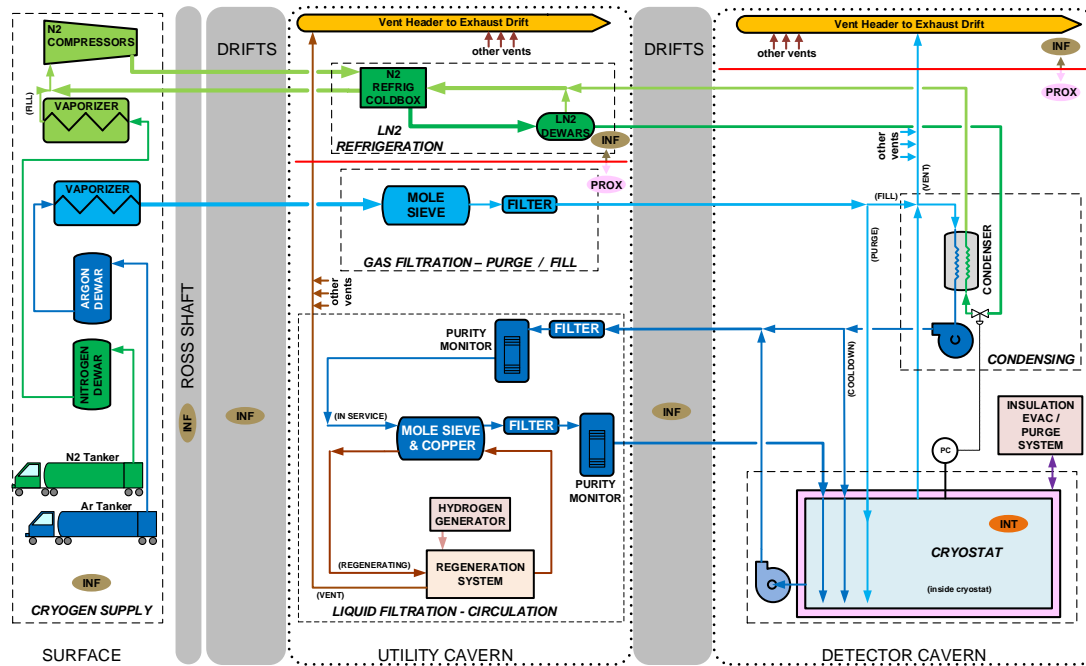 N2
COMPRESSORS
(FILL)
VAPORIZER
VAPORIZER
ARGON
DEWAR
NITROGEN
DEWAR
N2 Tanker
Ar Tanker
INF
CRYOGEN SUPPLY
SURFACE
ROSS SHAFT
INF
DRIFTS
INF
Vent Header to Exhaust Drift
other vents
N2
REFRIG
COLDBOX
LN2
DEWARS
LN2
REFRIGERATION
INF
PROX
MOLE
SIEVE
FILTER
GAS FILTRATION – PURGE / FILL
other
vents
PURITY
MONITOR
FILTER
(IN SERVICE)
MOLE SIEVE
& COPPER
FILTER
PURITY
MONITOR
HYDROGEN
GENERATOR
(REGENERATING)
REGENERATION
SYSTEM
(VENT)
LIQUID FILTRATION - CIRCULATION
UTILITY CAVERN
DRIFTS
INF
Vent Header to Exhaust Drift
other vents
INF
PROX
other
vents
(VENT)
(FILL)
(PURGE)
CONDENSER
C
CONDENSING
(COOLDOWN)
INSULATION
EVAC /
PURGE
SYSTEM
PC
INT
CRYOSTAT
(inside cryostat)
C
DETECTOR CAVERN